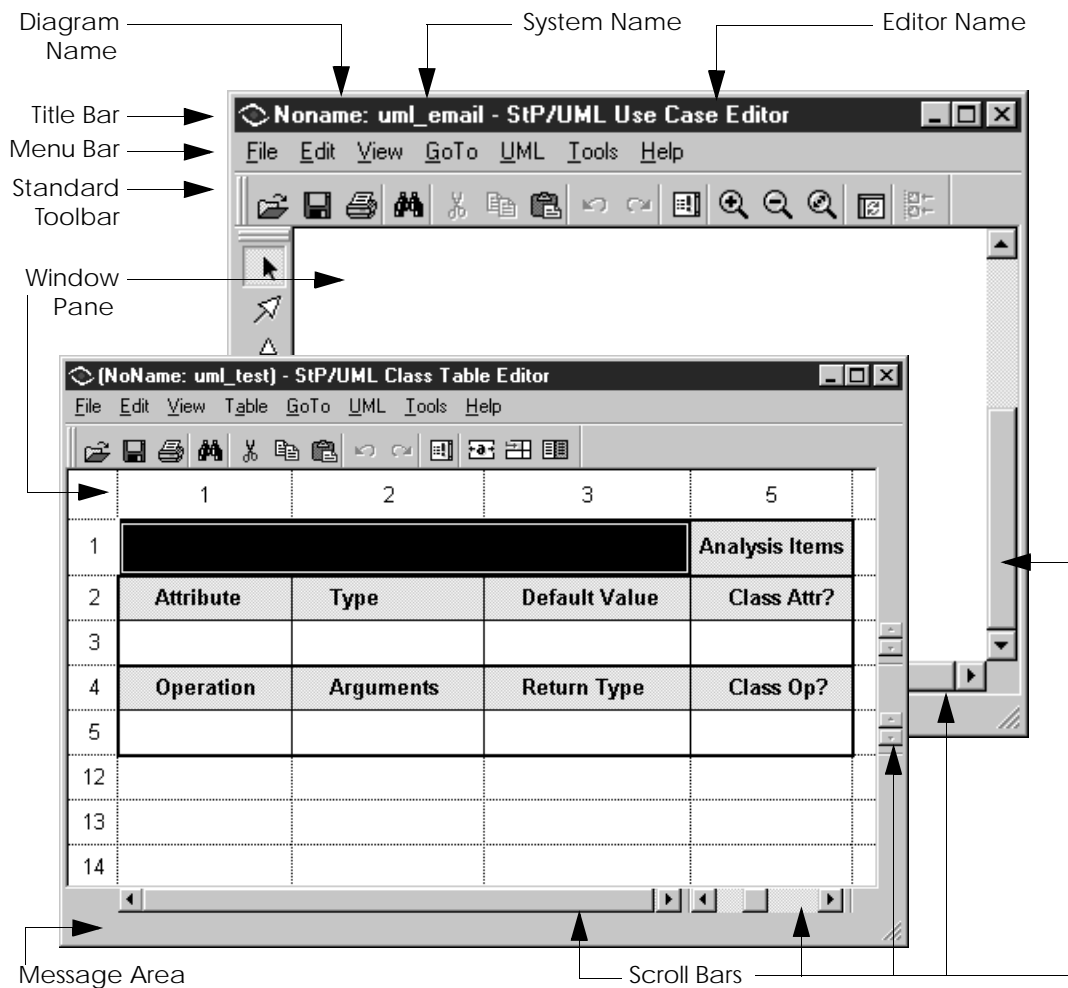 Diagram
Name
System Name
Editor Name
Title Bar
Noname: uml_email - StP/UML Use Case Editor
Menu Bar
File Edit View GoTo UML Tools Help
Standard
Toolbar
Window
Pane
(NoName: uml_test) - StP/UML Class Table Editor
File Edit View Table GoTo UML Tools Help
1 2 3 5
1 Analysis Items
2 Attribute Type Default Value Class Attr?
3
4 Operation Arguments Return Type Class Op?
5
12
13
14
Message Area
Scroll Bars